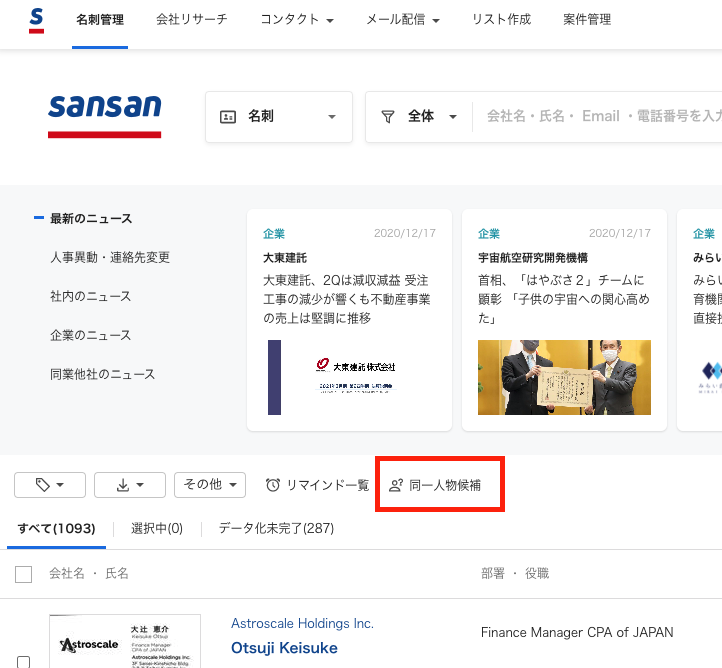 S
名刺管理 会社リサーチ コンタクト メール配信 リスト作成 案件管理
sansan
名刺 全体 会社名・氏名・ Email ・電話番号を入力
最新のニュース
人事異動・連絡先変更
社内のニュース
企業のニュース
同業他社のニュース
企業 2020/12/17
大東建託
大東建託、2Qは減収減益 受注
工事の減少が響くも不動産事業
の売上は堅調に推移
大東建託株式会社
企業 2020/12/17
宇宙航空研究開発機構
首相、「はやぶさ２」チームに
顕彰 「子供の宇宙への関心高め
た」
企業
みらい
みらい
育機
直接
その他 リマインド一覧 同一人物候補
すべて(1093) 選択中(0) データ化未完了(287)
会社名 ・ 氏名 部署 ・ 役職
Astroscale
大辻 恵介
Keisuke Otsuji
Finance Manager
CPA of JAPAN
Astroscale Holdings Inc.
Astroscale Holdings Inc.
Otsuji Keisuke
Finance Manager CPA of JAPAN